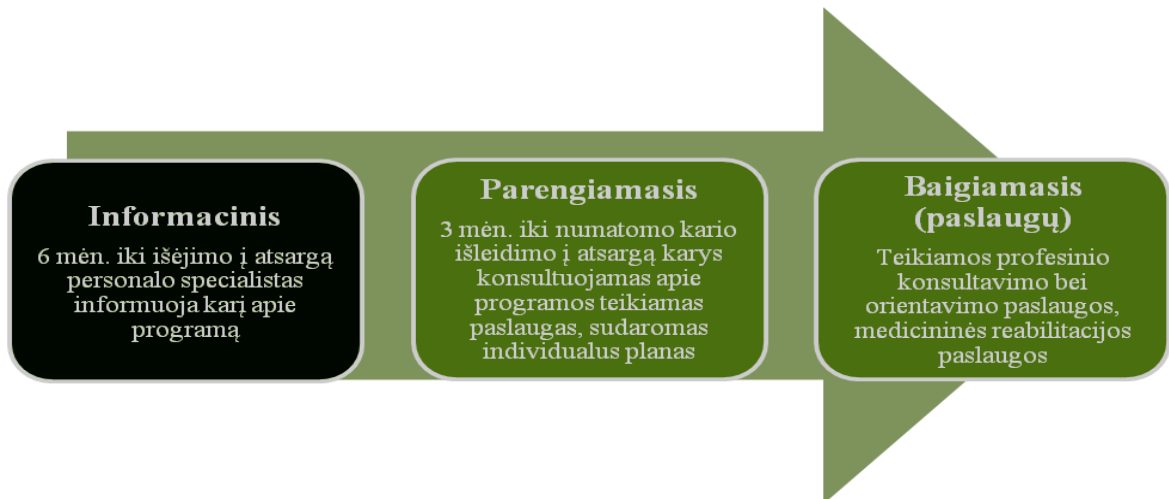 Informacinis
6 mėn. iki išėjimo į atsargą
personalo specialistas
informuoja karį apie
programą
Parengiamasis
3 mėn. iki numatomo kario
išleidimo į atsargą karys
konsultuojamas apie
programos teikiamas
paslaugas, sudaromas
individualus planas
Baigiamasis
(paslaugų)
Teikiamos profesinio
konsultavimo bei
orientavimo paslaugos,
medicininės reabilitacijos
paslaugos